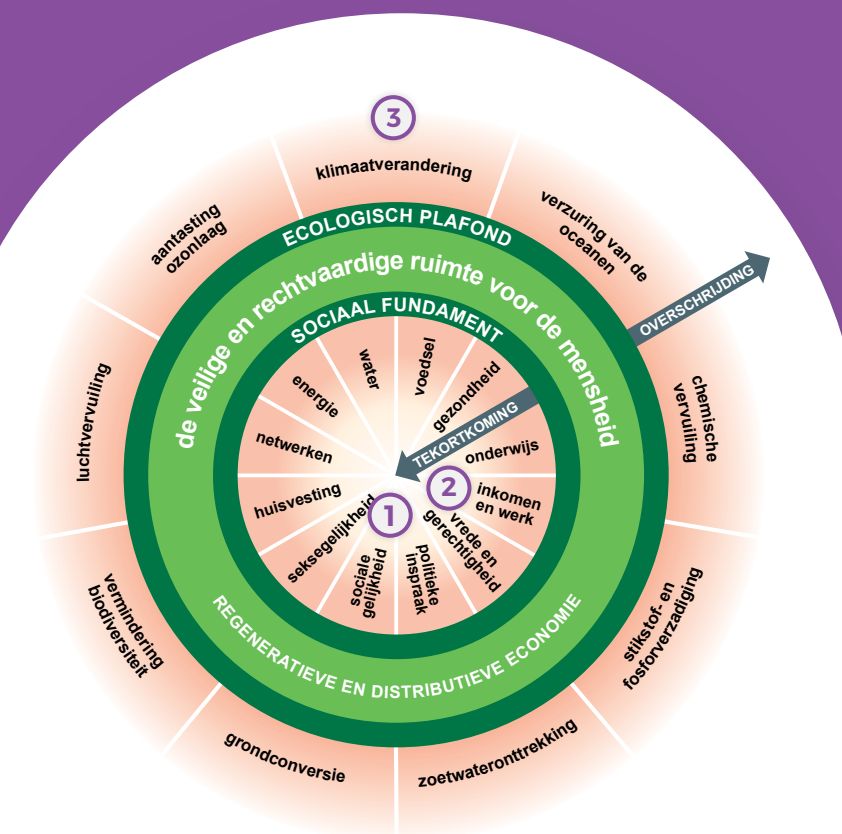 3
klimaatverandering
verzuring van de
oceanen
OVERSCHRIJDING
chemische
vervuiling
stikstof- en
fosforverzadiging
zoetwateronttrekking
grondconversie
vermindering
biodiversiteit
luchtvervuiling
aantasting
ozonlaag
ECOLOGISCH PLAFOND
de veilige en rechtvaardige ruimte voor de mensheid
SOCIAAL FUNDAMENT
water
voedsel
gezondheid
TEKORTKOMING
onderwijs
2
inkomen
en werk
vrede en
gerechtigheid
politieke
inspraak
1
sociale
gelijkheid
seksegelijkheid
huisvesting
netwerken
energie
REGENERATIEVE EN DISTRIBUTIEVE ECONOMIE